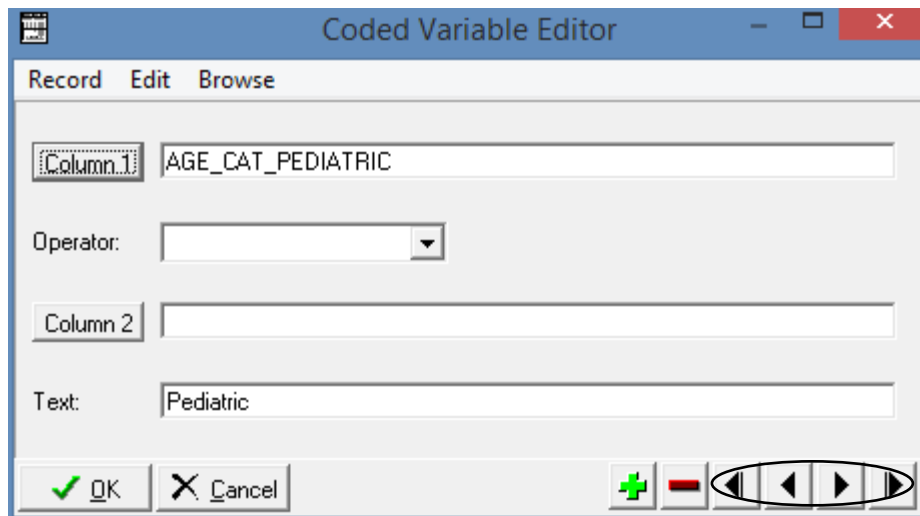 Coded Variable Editor
Record Edit Browse
Column 1 AGE_CAT_PEDIATRIC
Operator:
Column 2
Text: Pediatric
OK Cancel